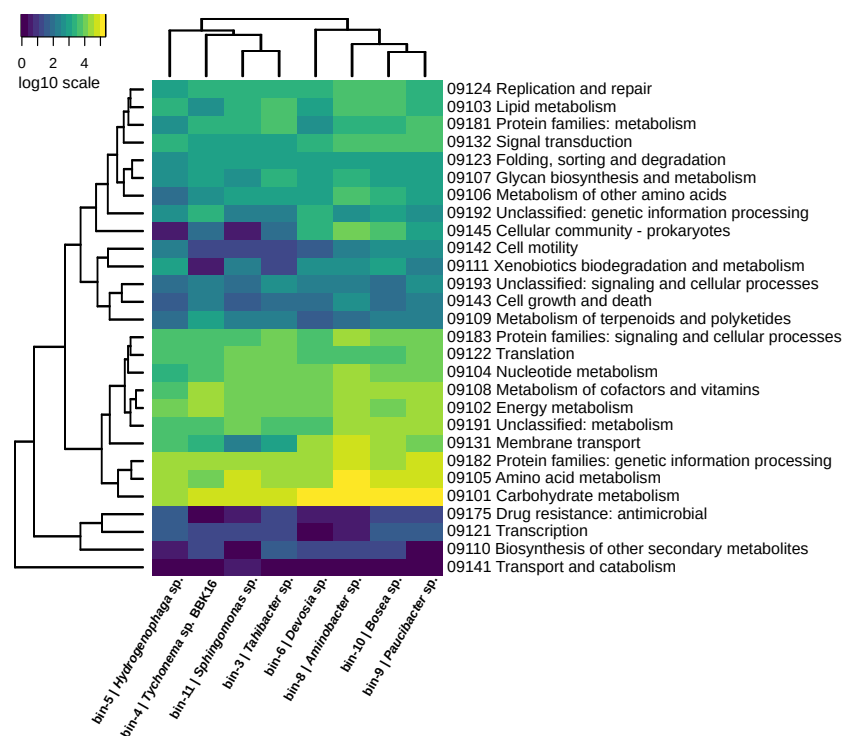 0 2 4
log10 scale
09124 Replication and repair
09103 Lipid metabolism
09181 Protein families: metabolism
09132 Signal transduction
09123 Folding, sorting and degradation
09107 Glycan biosynthesis and metabolism
09106 Metabolism of other amino acids
09192 Unclassified: genetic information processing
09145 Cellular community - prokaryotes
09142 Cell motility
09111 Xenobiotics biodegradation and metabolism
09193 Unclassified: signaling and cellular processes
09143 Cell growth and death
09109 Metabolism of terpenoids and polyketides
09183 Protein families: signaling and cellular processes
09122 Translation
09104 Nucleotide metabolism
09108 Metabolism of cofactors and vitamins
09102 Energy metabolism
09191 Unclassified: metabolism
09131 Membrane transport
09182 Protein families: genetic information processing
09105 Amino acid metabolism
09101 Carbohydrate metabolism
09175 Drug resistance: antimicrobial
09121 Transcription
09110 Biosynthesis of other secondary metabolites
09141 Transport and catabolism
bin-5 | Hydrogenophaga sp.
bin-4 | Tychonema sp. BBK16
bin-11 | Sphingomonas sp.
bin-3 | Tahibacter sp.
bin-6 | Devosia sp.
bin-8 | Aminobacter sp.
bin-10 | Bosea sp.
bin-9 | Paucibacter sp.